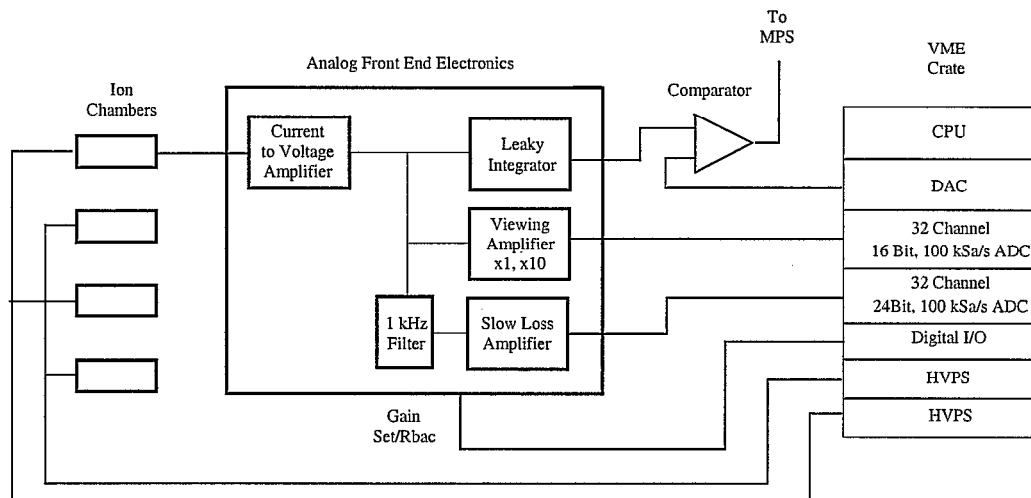 To
MPS
VME
Crate
Analog Front End Electronics
Comparator
Ion
Chambers
Current
to Voltage
Amplifier
Leaky
Integrator
CPU
DAC
Viewing
Amplifier
x1, x10
32 Channel
16 Bit, 100 kSa/s ADC
32 Channel
24Bit, 100 kSa/s ADC
1 kHz
Filter
Slow Loss
Amplifier
Digital I/O
HVPS
HVPS
Gain
Set/Rbac